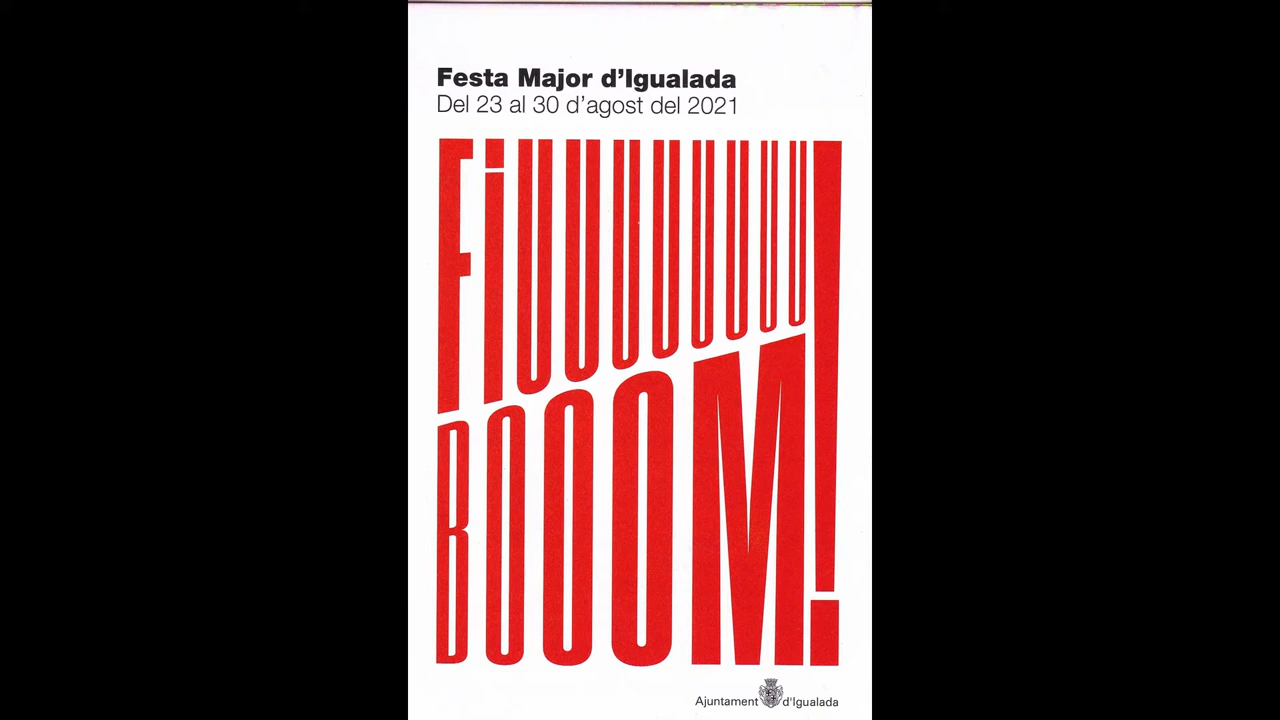 Festa Major d'Igualada
Del 23 al 30 d'agost del 2021
FiUUUUUUUU
BOOOM!
Ajuntament d'Igualada